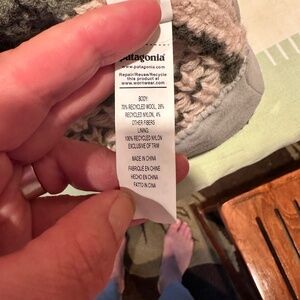 patagonia
www.patagonia.com
Repair/Reuse/Recycle
this product at
www.wornwear.com
BODY:
70% RECYCLED WOOL, 26%
RECYCLED NYLON, 4%
OTHER FIBERS
LINING:
100% RECYCLED NYLON
EXCLUSIVE OF TRIM
MADE IN CHINA
FABRIQUÉ EN CHINE
HECHO EN CHINA
FATTO IN CINA